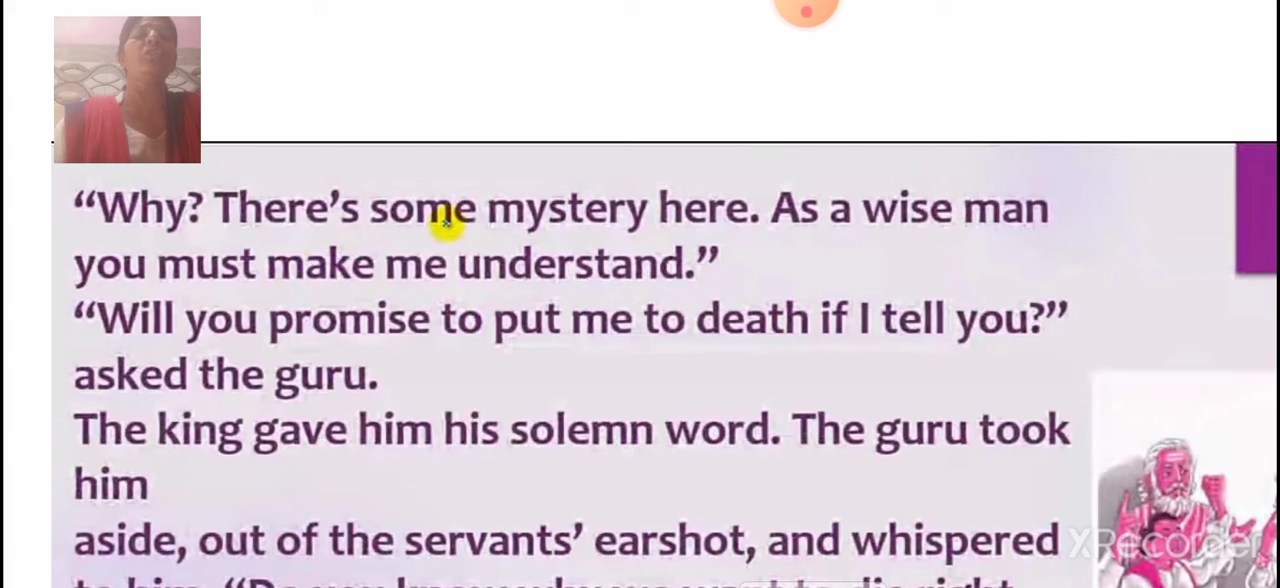 “Why? There’s some mystery here. As a wise man
you must make me understand.”
“Will you promise to put me to death if I tell you?”
asked the guru.
The king gave him his solemn word. The guru took
him
aside, out of the servants’ earshot, and whispered
XRecorder